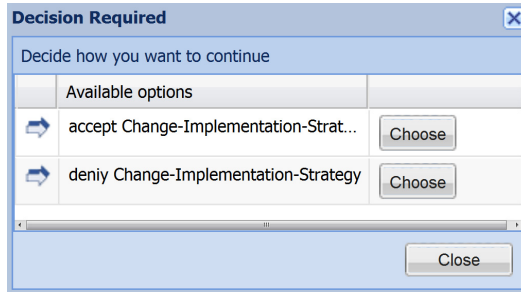 Decision Required
Decide how you want to continue
Available options
accept Change-Implementation-Strat...
Choose
deniy Change-Implementation-Strategy
Choose
Close